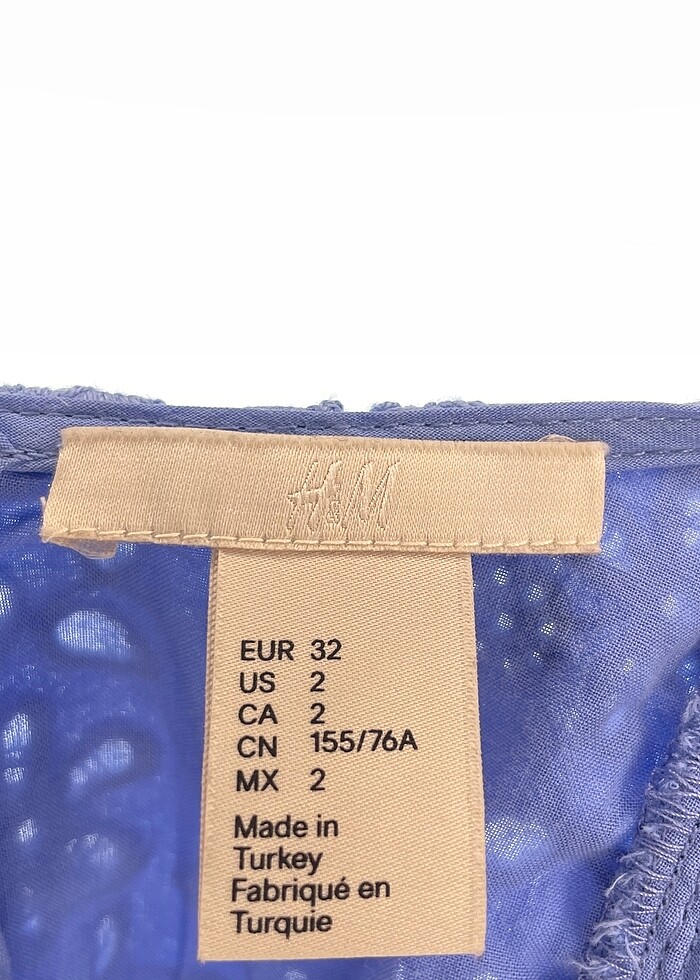 H&M
EUR 32
US 2
CA 2
CN 155/76A
MX 2
Made in
Turkey
Fabriqué en
Turquie